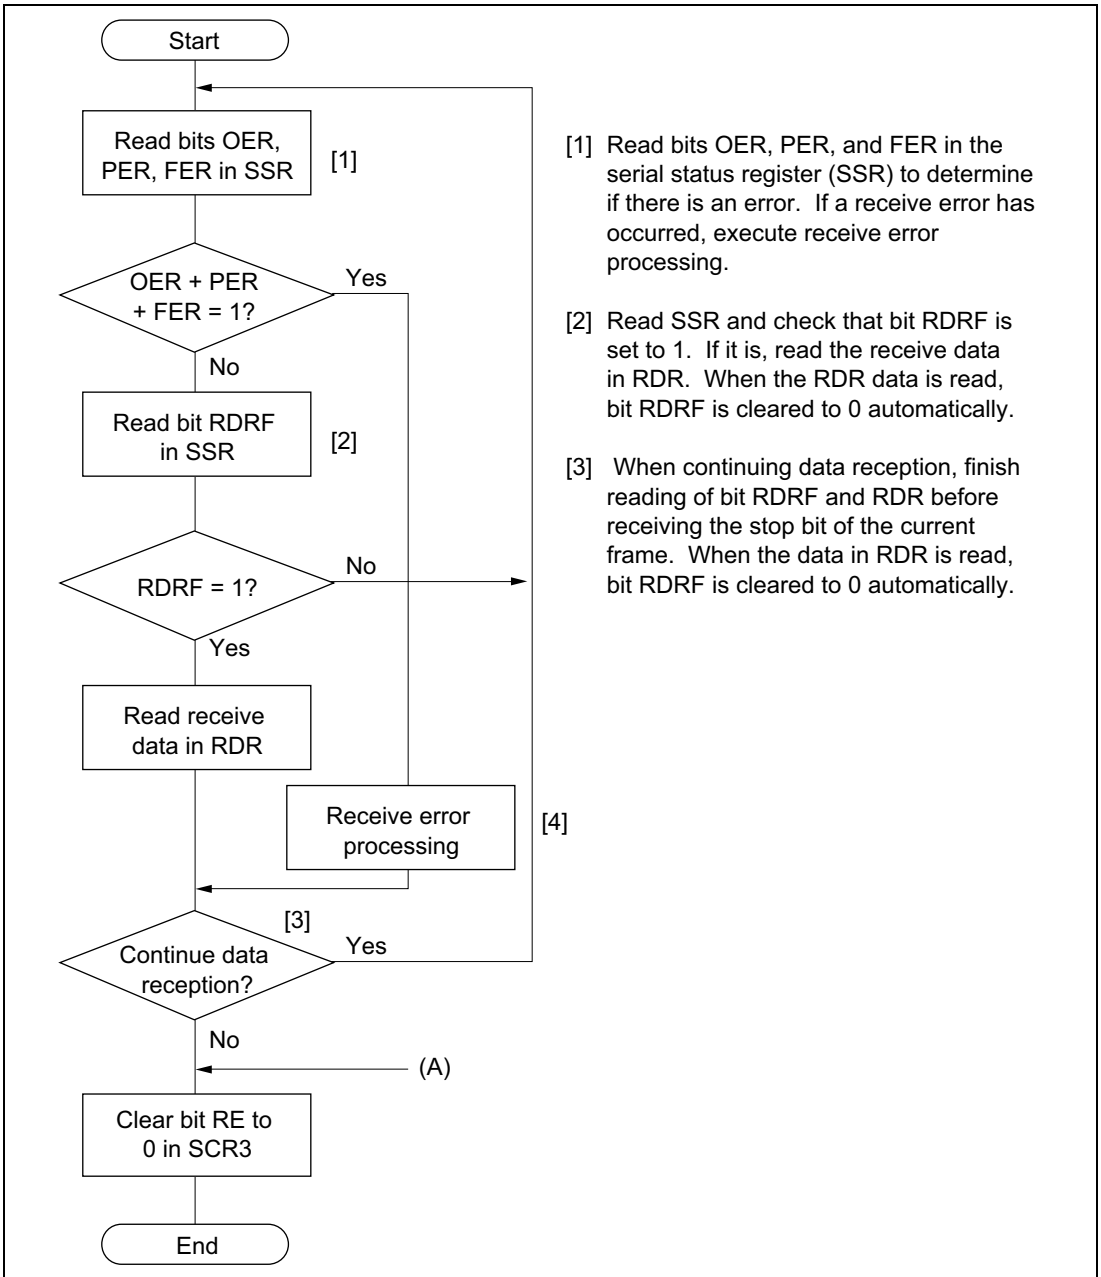 Start
Read bits OER,
PER, FER in SSR
[1]
OER + PER
+ FER = 1?
Yes
No
Read bit RDRF
in SSR
[2]
RDRF = 1?
No
Yes
Read receive
data in RDR
Receive error
processing
[4]
[3]
Continue data
reception?
Yes
No
(A)
Clear bit RE to
0 in SCR3
End
[1] Read bits OER, PER, and FER in the
serial status register (SSR) to determine
if there is an error. If a receive error has
occurred, execute receive error
processing.
[2] Read SSR and check that bit RDRF is
set to 1. If it is, read the receive data
in RDR. When the RDR data is read,
bit RDRF is cleared to 0 automatically.
[3] When continuing data reception, finish
reading of bit RDRF and RDR before
receiving the stop bit of the current
frame. When the data in RDR is read,
bit RDRF is cleared to 0 automatically.